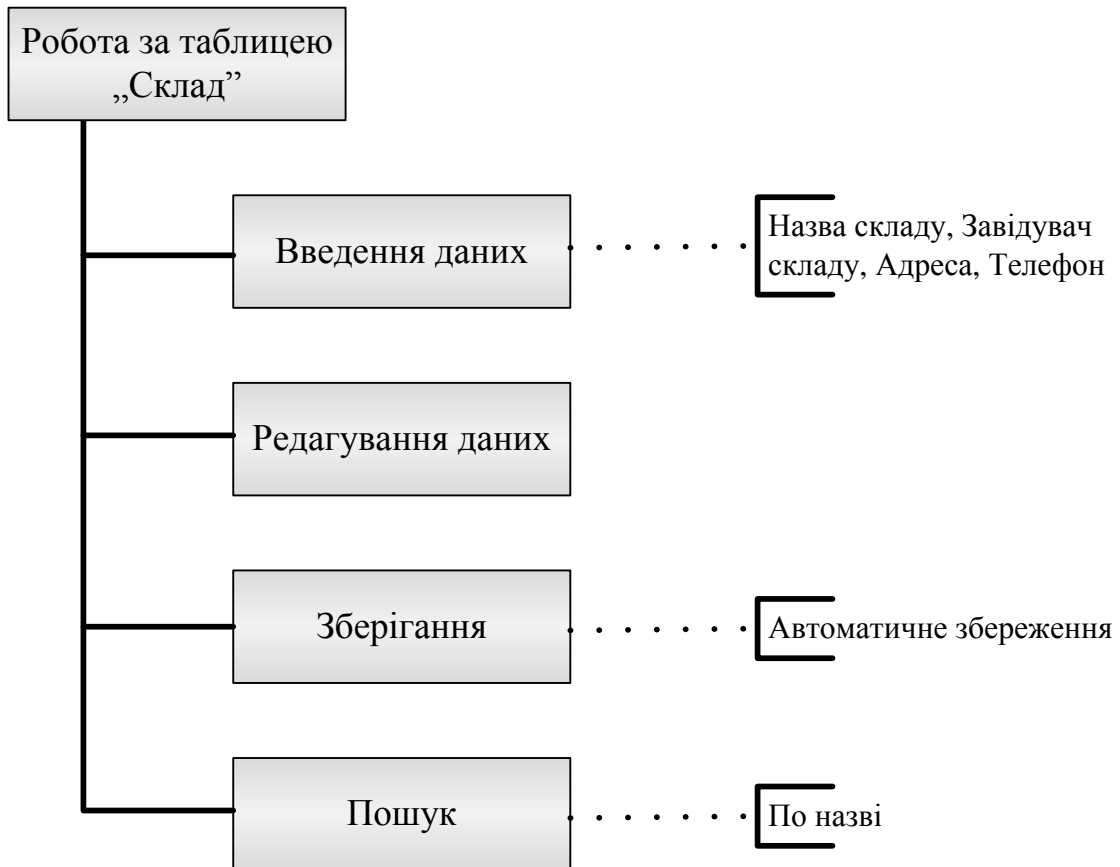 Робота за таблицею
„Склад”
Введення даних
Назва складу, Завідувач
складу, Адреса, Телефон
Редагування даних
Зберігання
Автоматичне збереження
Пошук
По назві